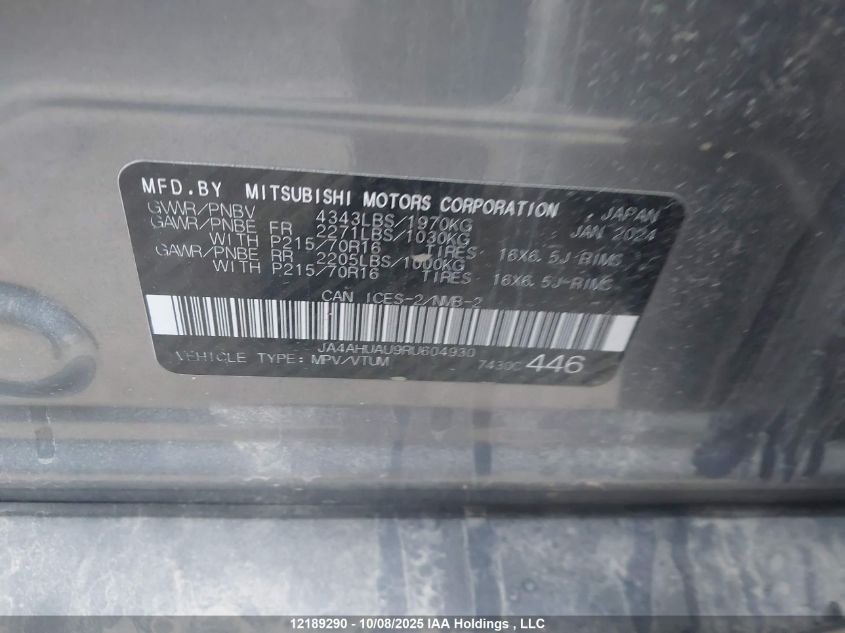 MFD.BY MITSUBISHI MOTORS CORPORATION , JAPAN
GVWR/PNBV 4343LBS/1970KG JAN 2024
GAWR/PNBE FR 2271LBS/1030KG
WITH P215/70R16 TIRES 16X6.5J-RIMS
GAWR/PNBE RR 2205LBS/1000KG
WITH P215/70R16 TIRES 16X6.5J-RIMS
CAN ICES-2/NMB-2
JA4AHUAU9RU604930
VEHICLE TYPE: MPV/VTUM 7430C 446
12189290 - 10/08/2025 IAA Holdings , LLC